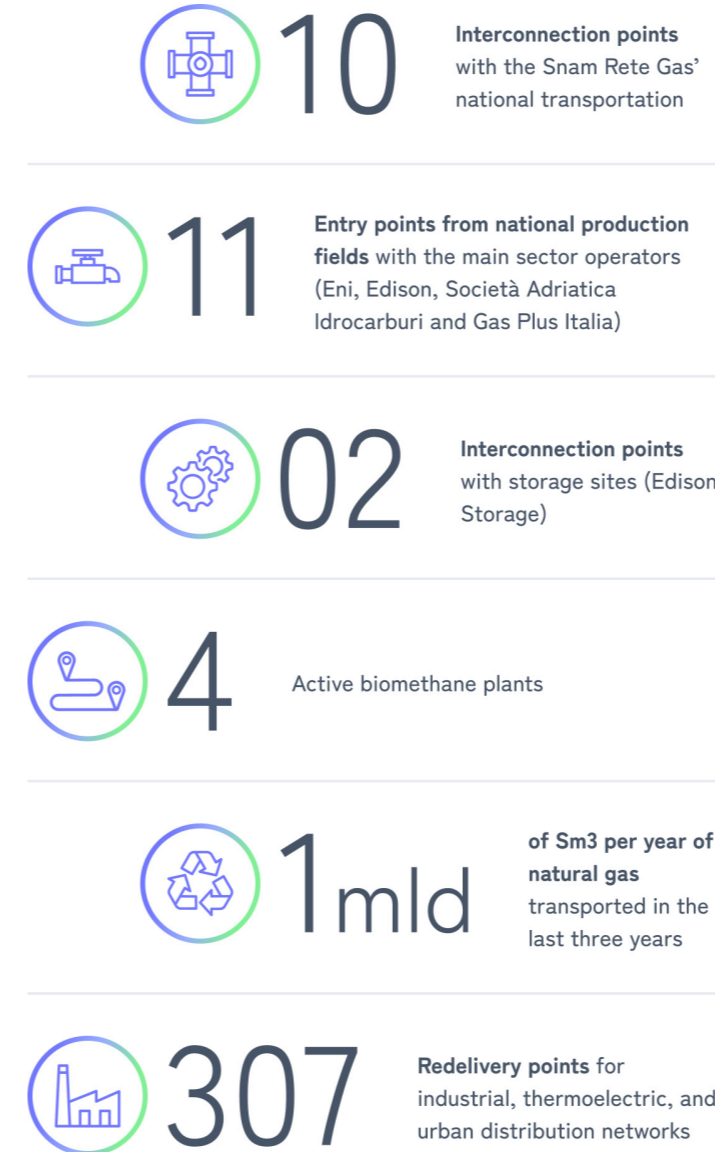 10
Interconnection points
with the Snam Rete Gas’
national transportation
11
Entry points from national production
fields with the main sector operators
(Eni, Edison, Società Adriatica
Idrocarburi and Gas Plus Italia)
02
Interconnection points
with storage sites (Edison
Storage)
4
Active biomethane plants
1mld
of Sm3 per year of
natural gas
transported in the
last three years
307
Redelivery points for
industrial, thermoelectric, and
urban distribution networks